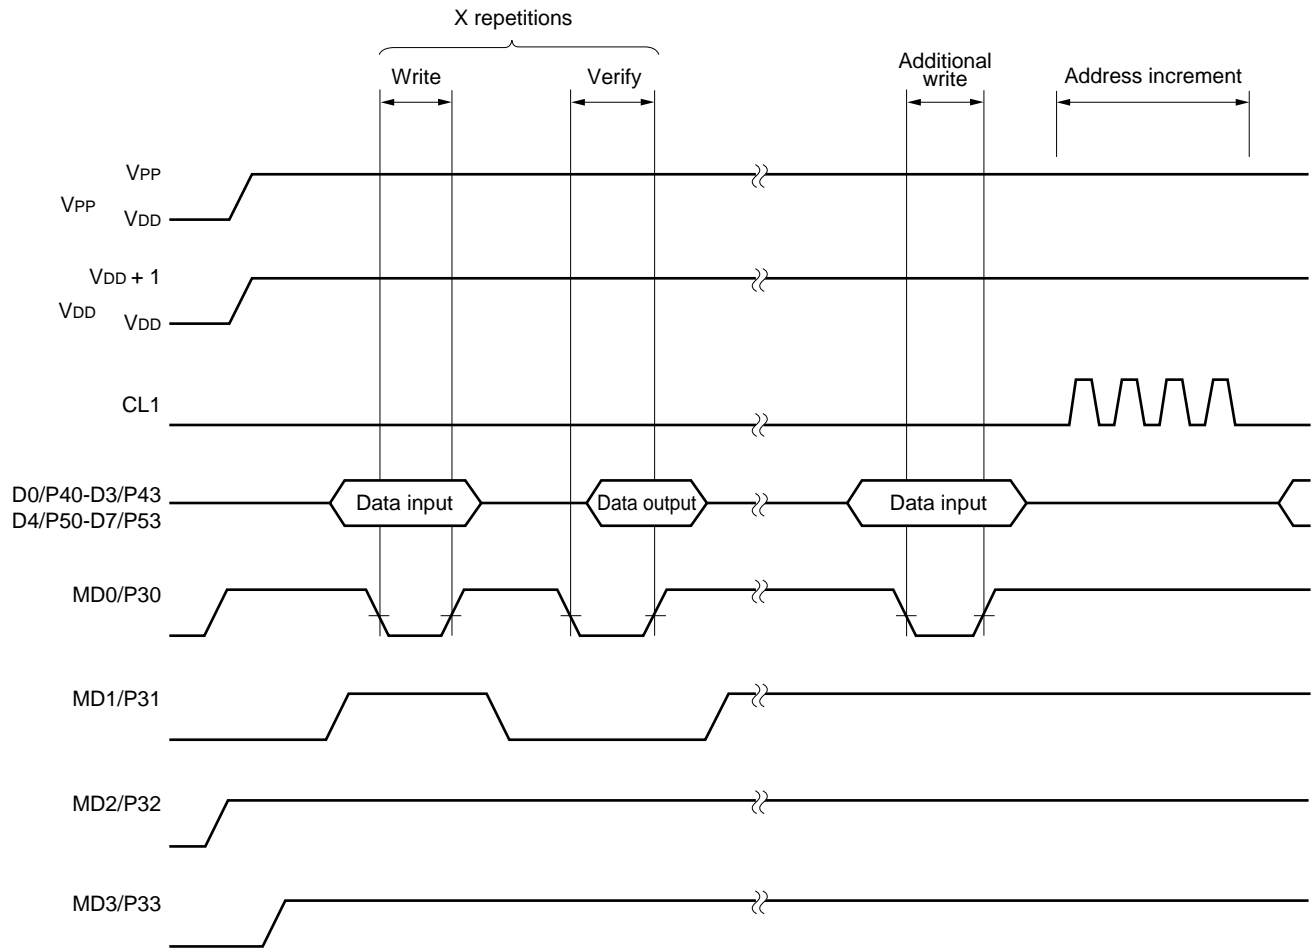 X repetitions
Write
Verify
Additional
write
Address increment
VPP
VPP
VDD
VDD + 1
VDD
VDD
CL1
D0/P40-D3/P43
D4/P50-D7/P53
Data input
Data output
Data input
MD0/P30
MD1/P31
MD2/P32
MD3/P33